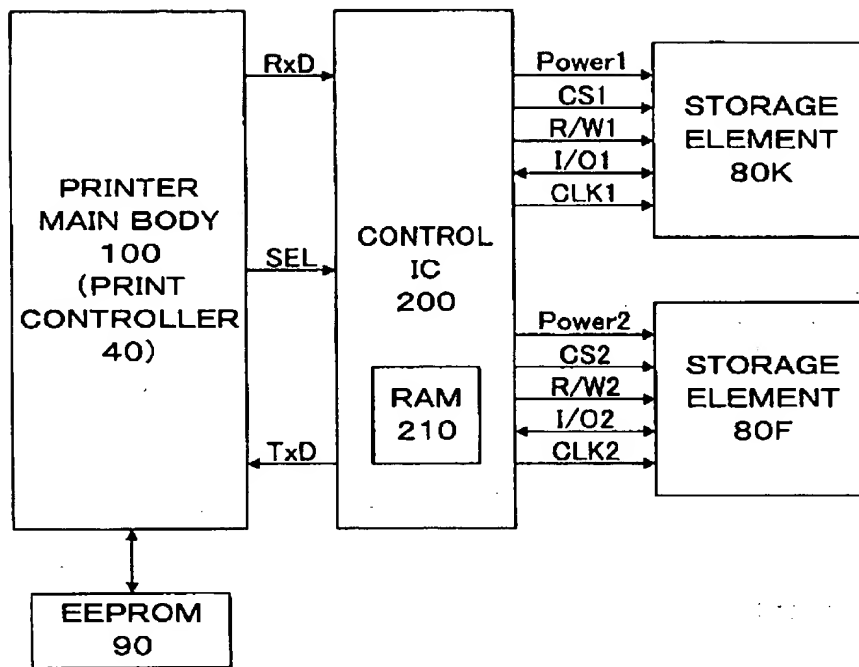 PRINTER
MAIN BODY
100
(PRINT
CONTROLLER
40)
RxD
SEL
TxD
CONTROL
IC
200
RAM
210
Power1
CS1
R/W1
I/O1
CLK1
STORAGE
ELEMENT
80K
Power2
CS2
R/W2
I/O2
CLK2
STORAGE
ELEMENT
80F
EEPROM
90